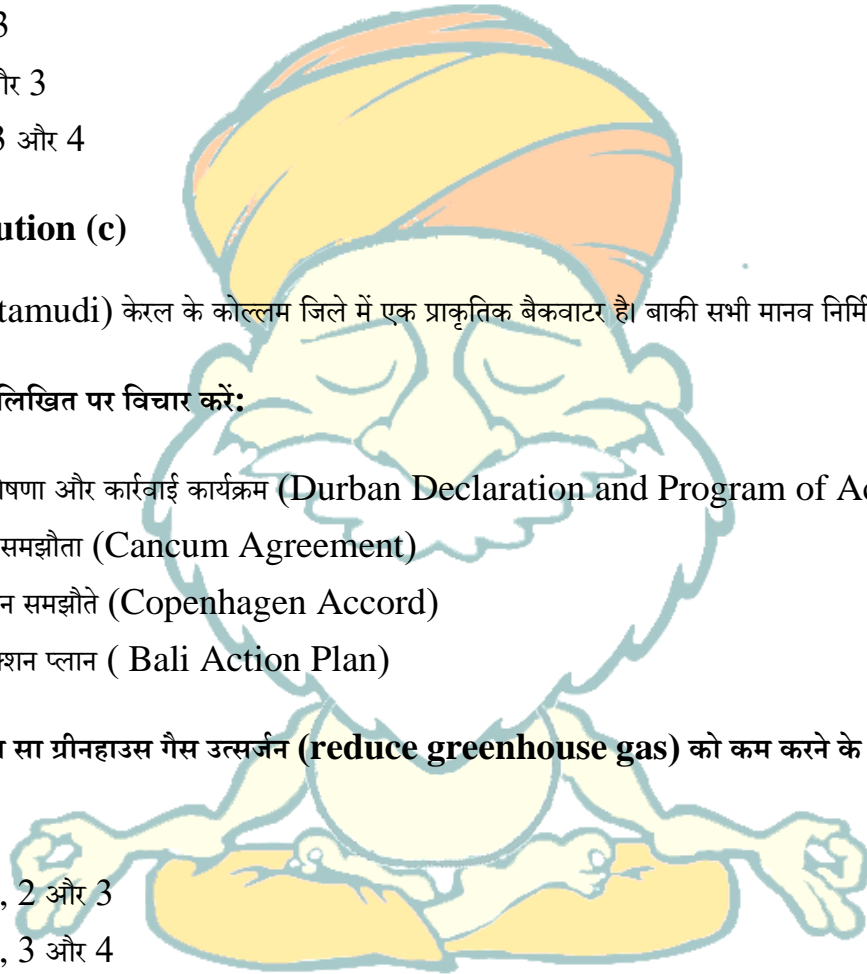 3
और 3
3 और 4
ution (c)
tamudi) केरल के कोल्लम जिले में एक प्राकृतिक बैकवाटर है। बाकी सभी मानव निर्मि
लिखित पर विचार करें:
षणा और कार्रवाई कार्यक्रम (Durban Declaration and Program of Ac
समझौता (Cancum Agreement)
न समझौते (Copenhagen Accord)
शन प्लान ( Bali Action Plan)
सा ग्रीनहाउस गैस उत्सर्जन (reduce greenhouse gas) को कम करने के
, 2 और 3
, 3 और 4